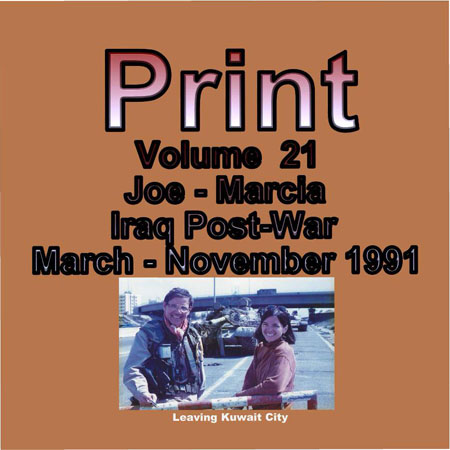 Print
Volume 21
Joe - Marcia
Iraq Post-War
March - November 1991
Leaving Kuwait City